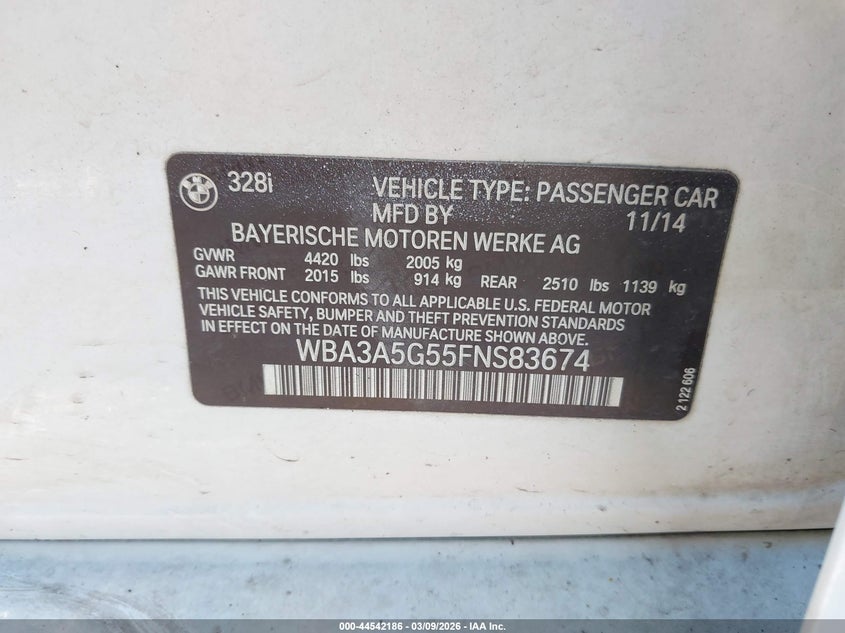 328i VEHICLE TYPE: PASSENGER CAR
MFD BY 11/14
BAYERISCHE MOTOREN WERKE AG
GVWR 4420 lbs 2005 kg
GAWR FRONT 2015 lbs 914 kg REAR 2510 lbs 1139 kg
THIS VEHICLE CONFORMS TO ALL APPLICABLE U.S. FEDERAL MOTOR
VEHICLE SAFETY, BUMPER AND THEFT PREVENTION STANDARDS
IN EFFECT ON THE DATE OF MANUFACTURE SHOWN ABOVE.
WBA3A5G55FNS83674
2 122 606
000-44542186 - 03/09/2026 - IAA Inc.